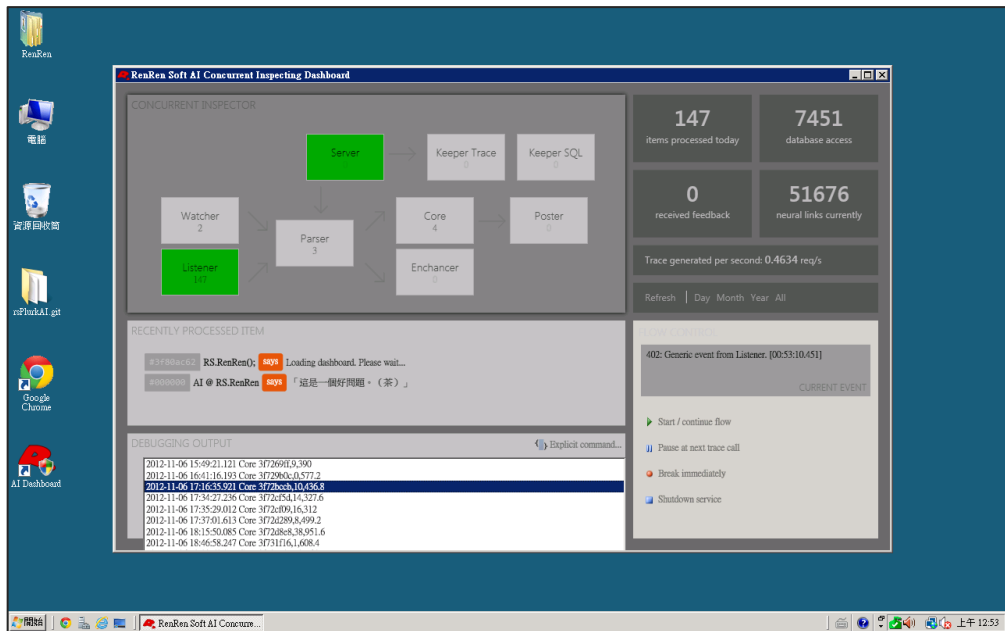 RenRen
電腦
資源回收筒
rsPlurkAI.git
Google
Chrome
AI Dashboard
RenRen Soft AI Concurrent Inspecting Dashboard
CONCURRENT INSPECTOR
Server
Keeper Trace
0
Keeper SQL
0
Watcher
2
Parser
3
Core
4
Poster
0
Listener
147
Enchancer
0
147
items processed today
7451
database access
0
received feedback
51676
neural links currently
Trace generated per second: 0.4634 req/s
Refresh | Day Month Year All
RECENTLY PROCESSED ITEM
#3f80ac62 RS.RenRen(); says Loading dashboard. Please wait...
#000000 AI @ RS.RenRen says 「這是一個好問題。（茶）」
FLOW CONTROL
402: Generic event from Listener. [00:53:10.451]
CURRENT EVENT
Start / continue flow
Pause at next trace call
Break immediately
Shutdown service
DEBUGGING OUTPUT
Explicit command...
2012-11-06 15:49:21.121 Core 3f7269ff,9,390
2012-11-06 16:41:16.193 Core 3f729b0c,0,577.2
2012-11-06 17:16:35.921 Core 3f72bccb,10,436.8
2012-11-06 17:34:27.236 Core 3f72cf5d,14,327.6
2012-11-06 17:35:29.012 Core 3f72cf09,16,312
2012-11-06 17:37:01.613 Core 3f72d289,8,499.2
2012-11-06 18:15:50.085 Core 3f72d8e8,38,951.6
2012-11-06 18:46:58.247 Core 3f731f16,1,608.4
開始
RenRen Soft AI Concurre...
上午 12:53